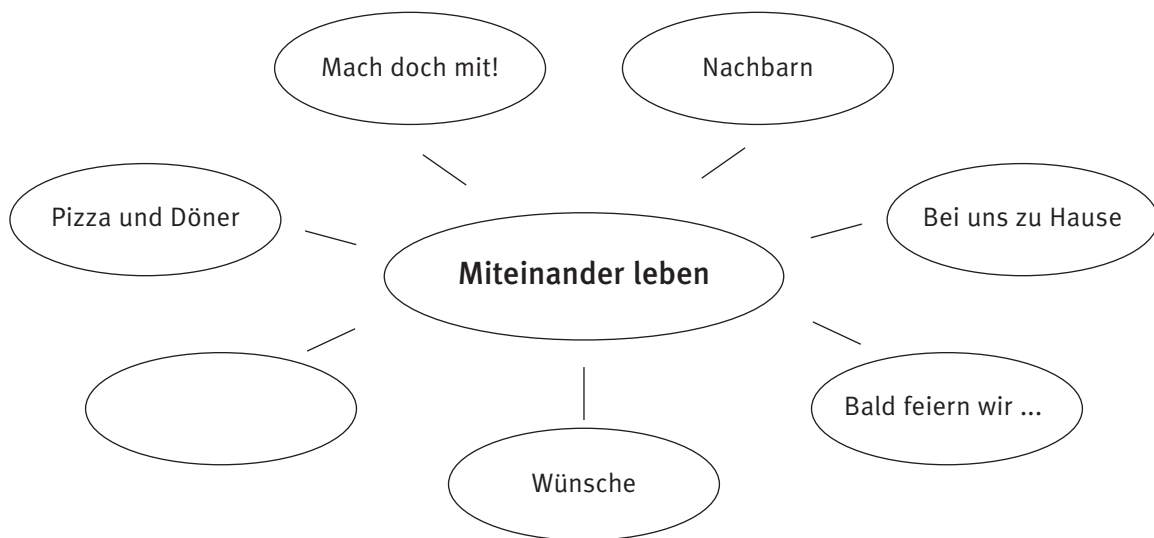 Mach doch mit!
Nachbarn
Pizza und Döner
Bei uns zu Hause
Miteinander leben
Bald feiern wir ...
Wünsche